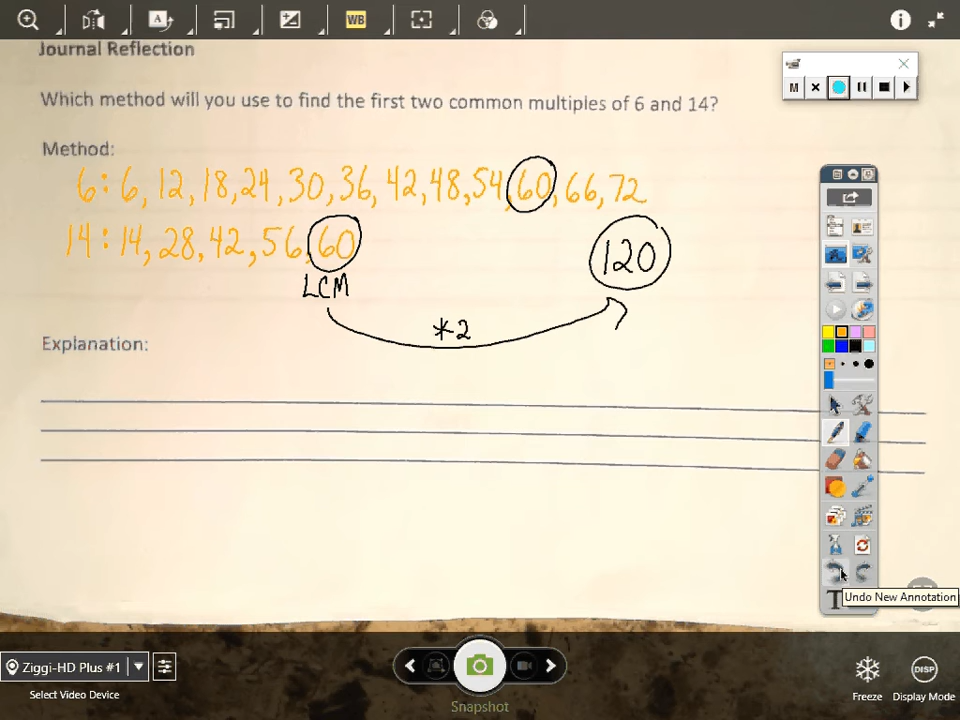 WB
Journal Reflection
Which method will you use to find the first two common multiples of 6 and 14?
M
Method:
6: 6, 12, 18, 24, 30, 36, 42, 48, 54, 60, 66, 72
14: 14, 28, 42, 56, 60
120
LCM
*2
Explanation:
T
Undo New Annotation
Ziggi-HD Plus #1
Select Video Device
Snapshot
Freeze
DISP
Display Mode